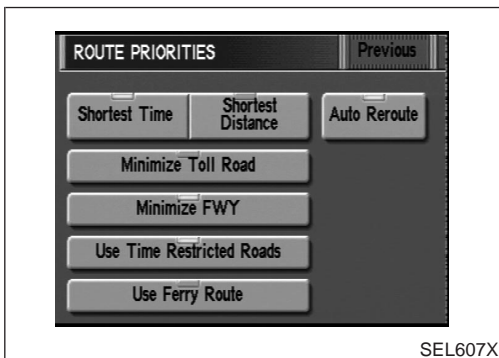 ROUTE PRIORITIES
Previous
Shortest Time
Shortest
Distance
Auto Reroute
Minimize Toll Road
Minimize FWY
Use Time Restricted Roads
Use Ferry Route
SEL607X